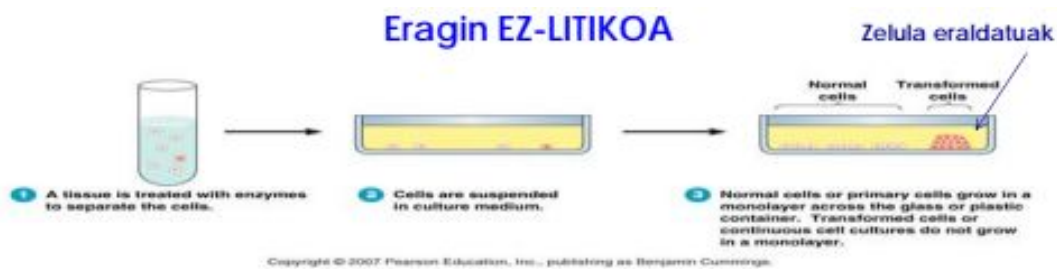 Eragin EZ-LITIKOA
Zelula eraldatuak
Normal
cells
Transformed
cells
1 A tissue is treated with enzymes
to separate the cells.
2 Cells are suspended
in culture medium.
3 Normal cells or primary cells grow in a
monolayer across the glass or plastic
container. Transformed cells or
continuous cell cultures do not grow
in a monolayer.
Copyright © 2007 Pearson Education, Inc., publishing as Benjamin Cummings.